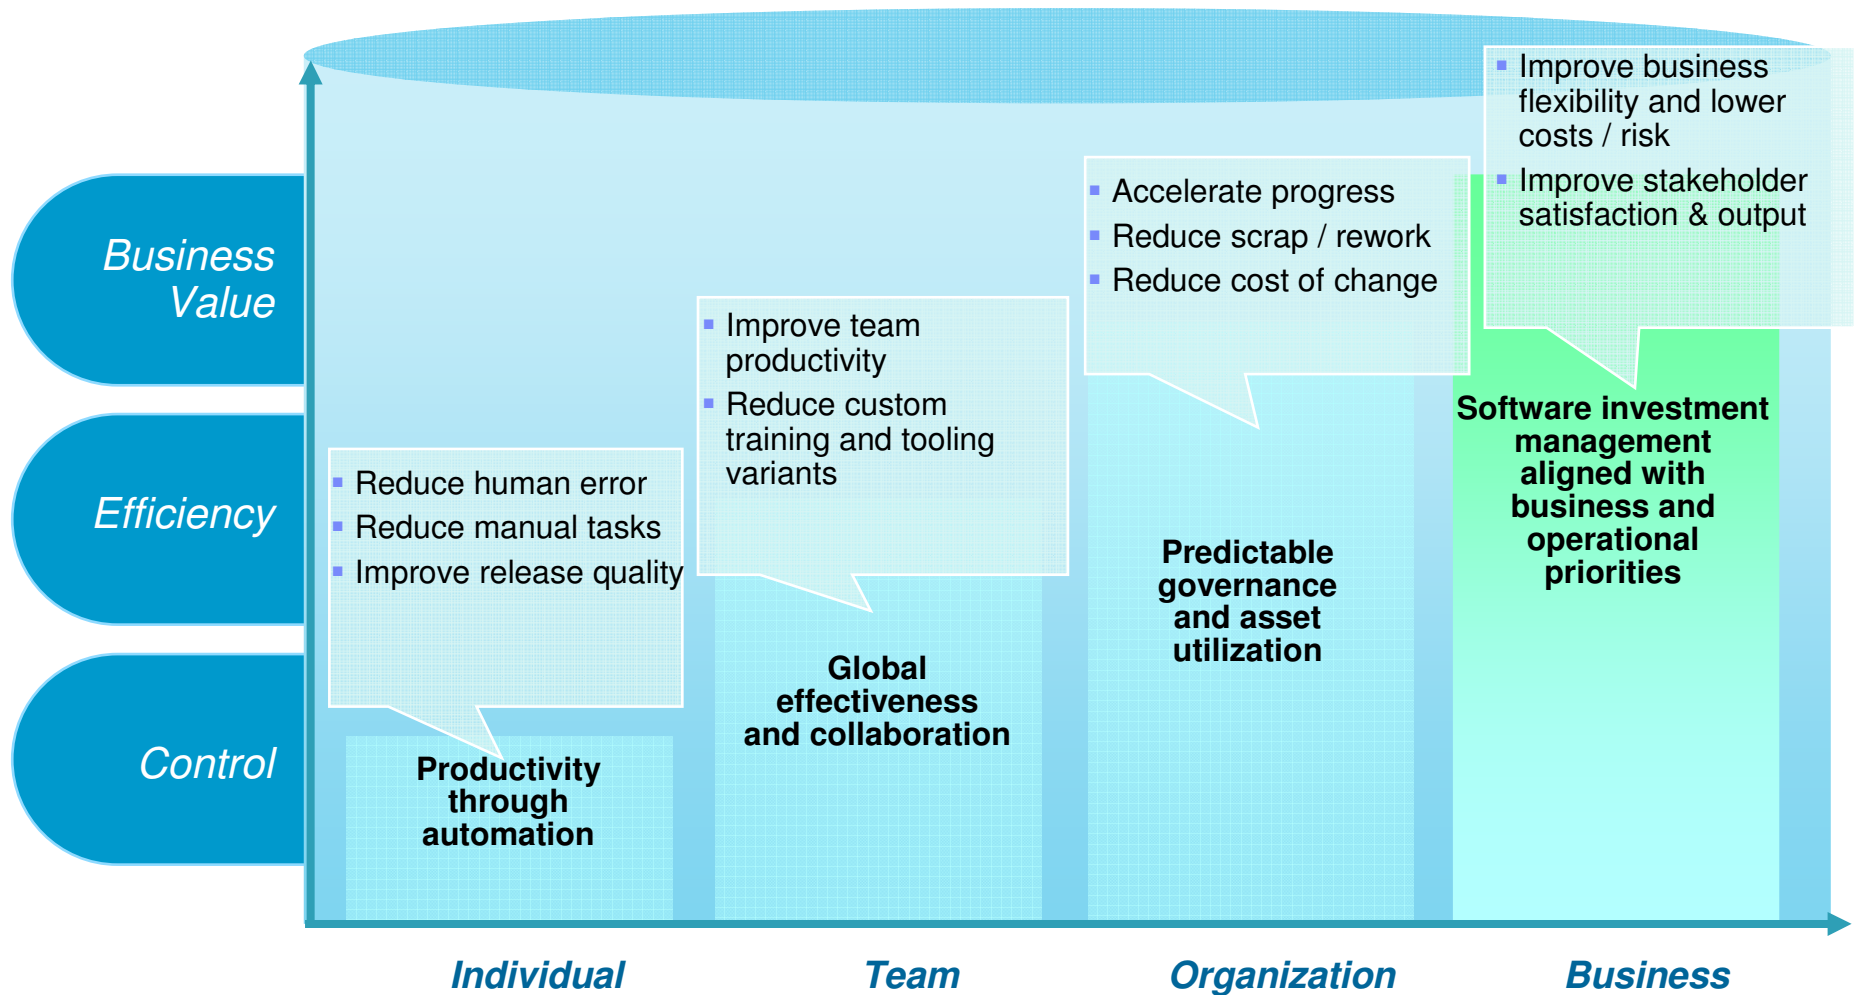 Business
Value
Efficiency
Control
Reduce human error
Reduce manual tasks
Improve release quality
Productivity
through
automation
Improve team
productivity
Reduce custom
training and tooling
variants
Global
effectiveness
and collaboration
Accelerate progress
Reduce scrap / rework
Reduce cost of change
Predictable
governance
and asset
utilization
Improve business
flexibility and lower
costs / risk
Improve stakeholder
satisfaction & output
Software investment
management
aligned with
business and
operational
priorities
Individual
Team
Organization
Business